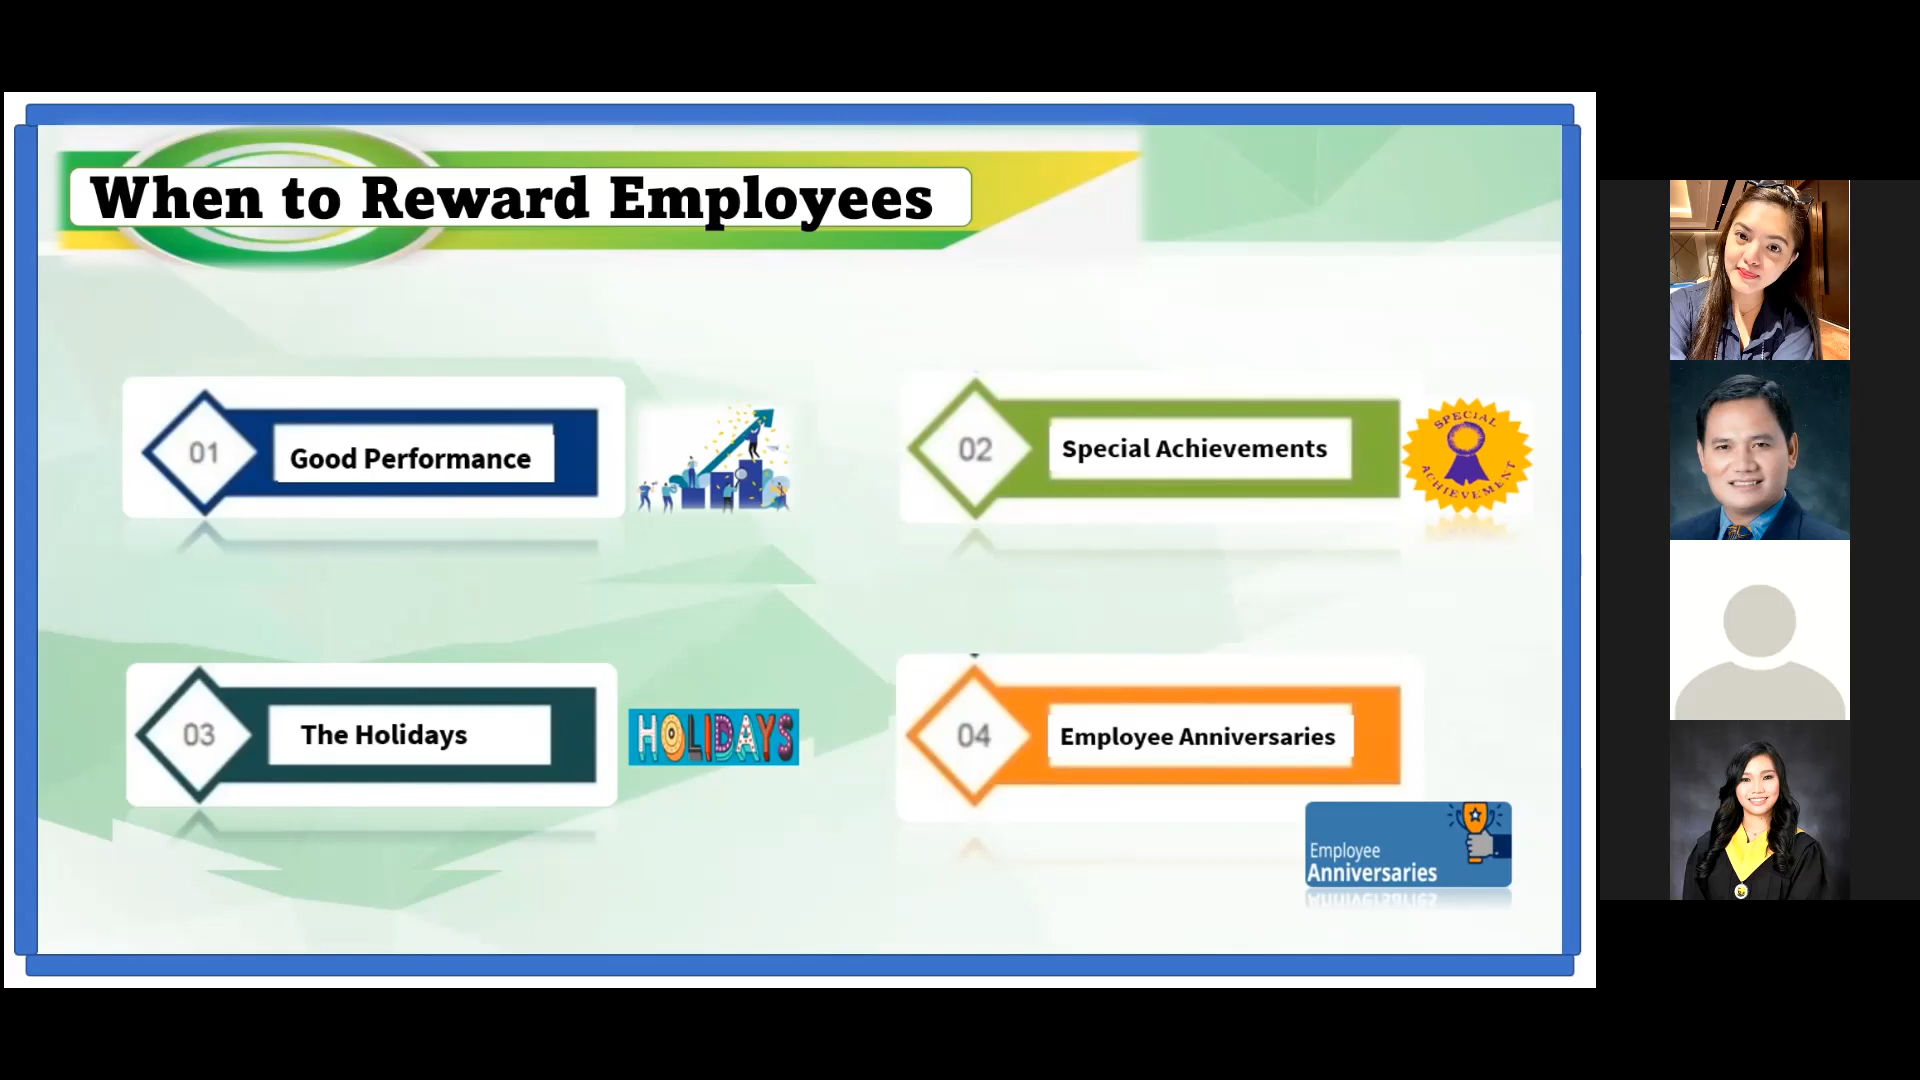 When to Reward Employees
01
Good Performance
02
Special Achievements
SPECIAL
ACHIEVEMENT
03
The Holidays
HOLIDAYS
04
Employee Anniversaries
Employee
Anniversaries